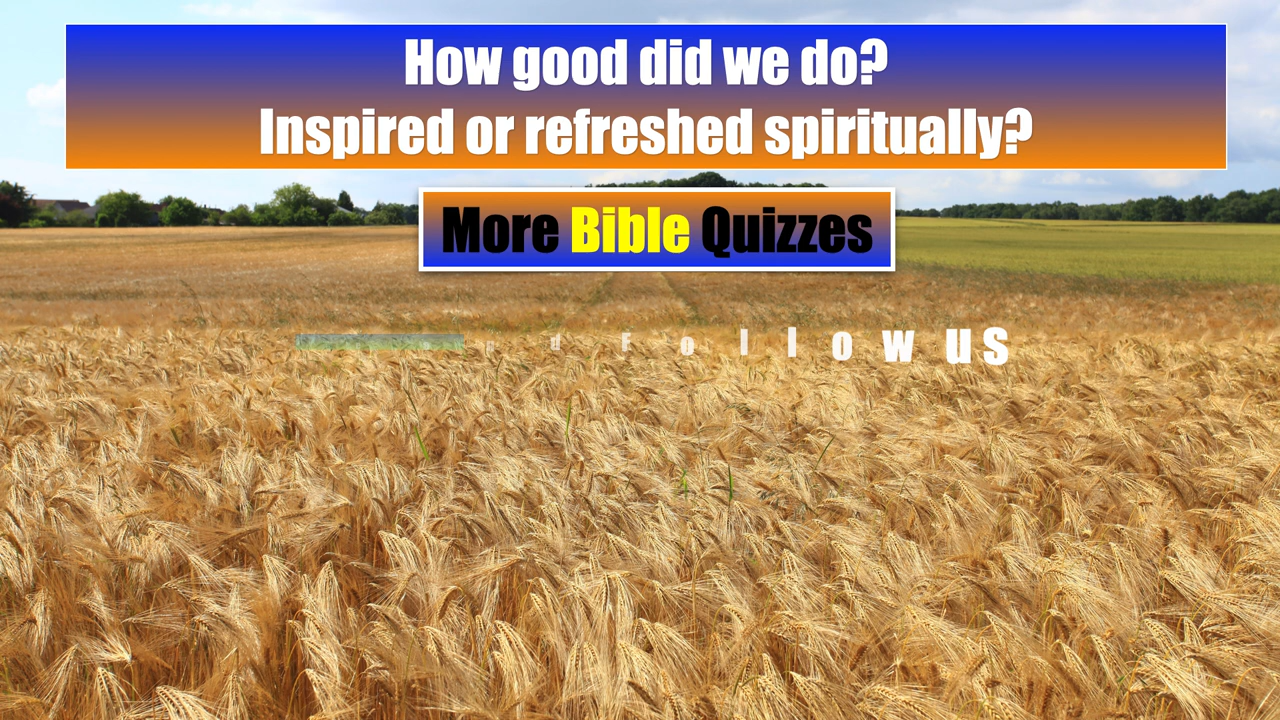 How good did we do?
Inspired or refreshed spiritually?
More Bible Quizzes
Follow us